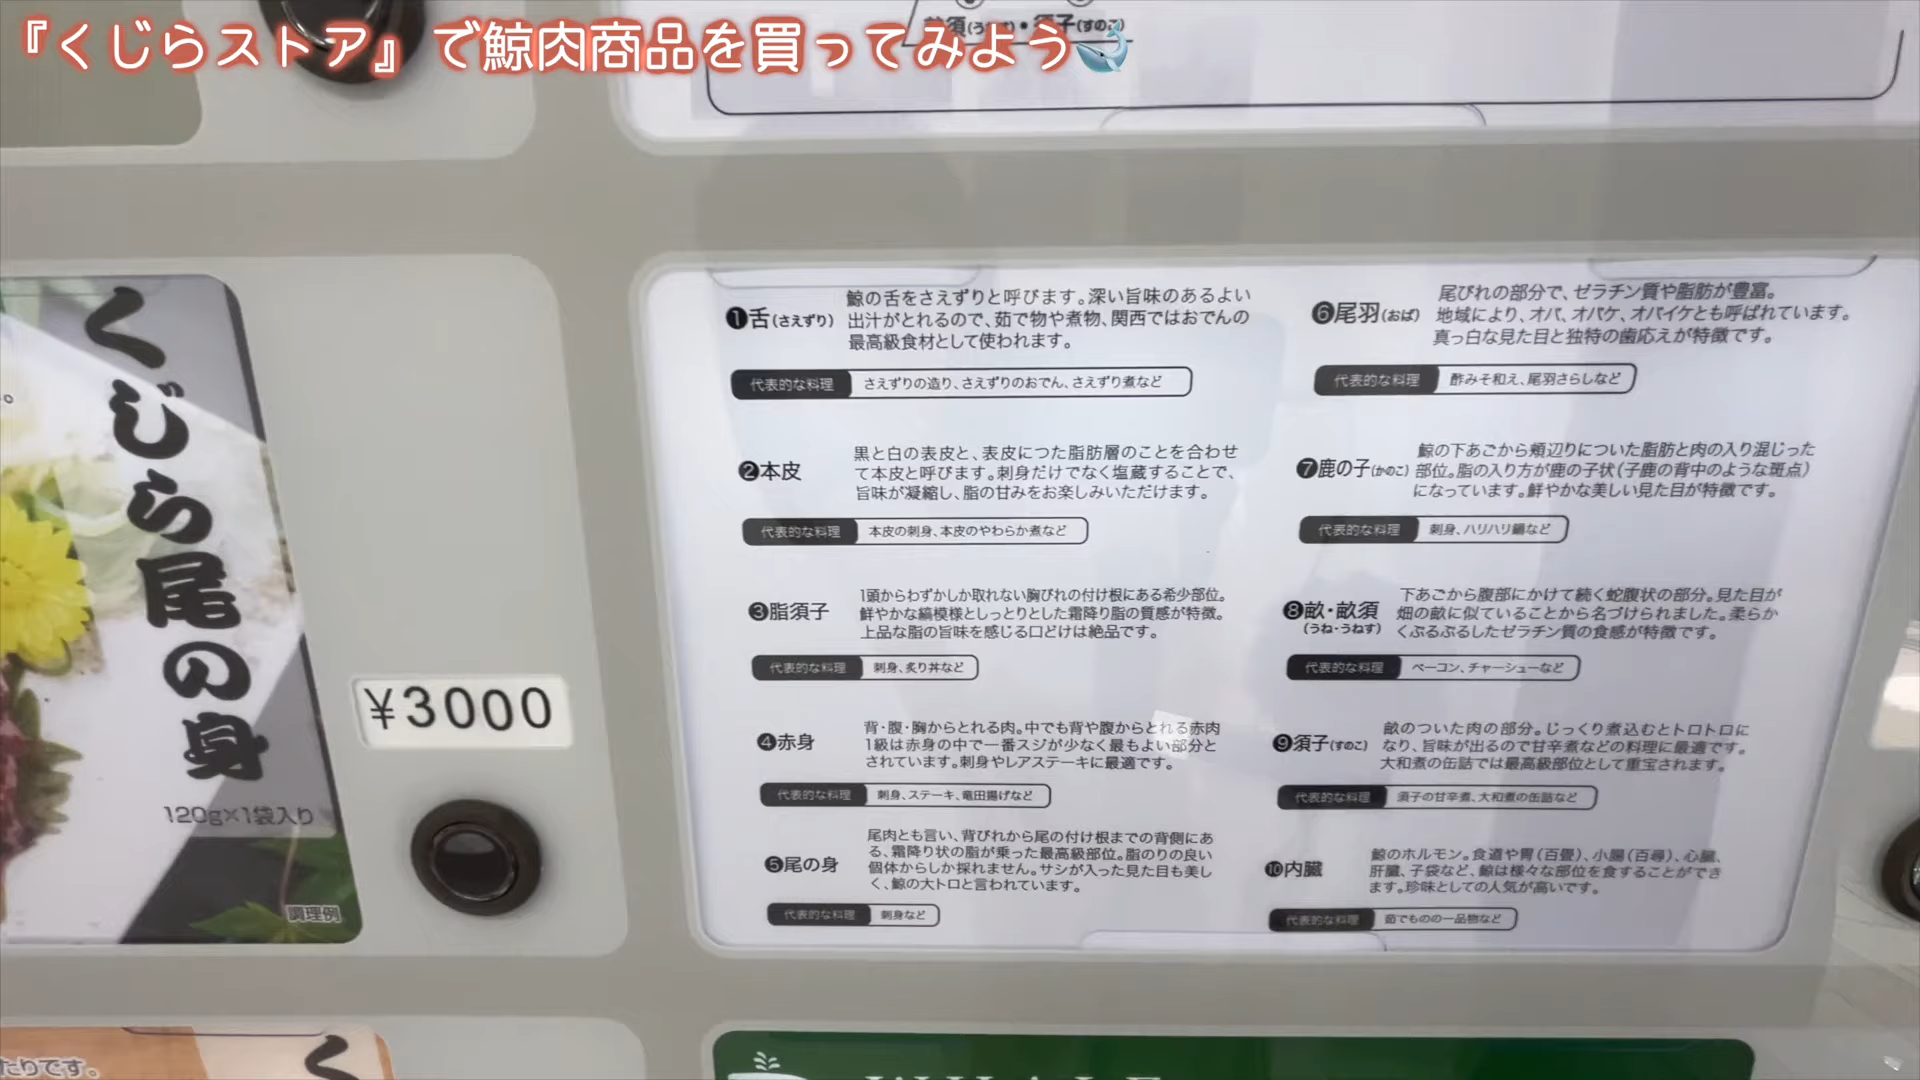 『くじらストア』で鯨肉商品を買ってみよう🐳
須子(すのこ)
くじら尾の身
120g×1袋入り
調理例
¥3000
❶舌(さえずり)
鯨の舌をさえずりと呼びます。深い旨味のあるよい
出汁がとれるので、茹で物や煮物、関西ではおでんの
最高級食材として使われます。
代表的な料理 さえずりの造り、さえずりのおでん、さえずり煮など
❷本皮
黒と白の表皮と、表皮につた脂肪層のことを合わせ
て本皮と呼びます。刺身だけでなく塩蔵することで、
旨味が凝縮し、脂の甘みをお楽しみいただけます。
代表的な料理 本皮の刺身、本皮のやわらか煮など
❸脂須子
1頭からわずかしか取れない胸びれの付け根にある希少部位。
鮮やかな縞模様としっとりとした霜降り脂の質感が特徴。
上品な脂の旨味を感じる口どけは絶品です。
代表的な料理 刺身、炙り丼など
❹赤身
背・腹・胸からとれる肉。中でも背や腹からとれる赤肉
1級は赤身の中で一番スジが少なく最もよい部分と
されています。刺身やレアステーキに最適です。
代表的な料理 刺身、ステーキ、竜田揚げなど
❺尾の身
尾肉とも言い、背びれから尾の付け根までの背側にあ
る、霜降り状の脂が乗った最高級部位。脂のりの良い
個体からしか採れません。サシが入った見た目も美し
く、鯨の大トロと言われています。
代表的な料理 刺身など
❻尾羽(おば)
尾びれの部分で、ゼラチン質や脂肪が豊富。
地域により、オバ、オバケ、オバイケとも呼ばれています。
真っ白な見た目と独特の歯応えが特徴です。
代表的な料理 酢みそ和え、尾羽さらしなど
❼鹿の子(かのこ)
鯨の下あごから頬辺りについた脂肪と肉の入り混じった
部位。脂の入り方が鹿の子状(子鹿の背中のような斑点)
になっています。鮮やかな美しい見た目が特徴です。
代表的な料理 刺身、ハリハリ鍋など
❽畝・畝須
(うね・うねす)
下あごから腹部にかけて続く蛇腹状の部分。見た目が
畑の畝に似ていることから名づけられました。柔らか
くぷるぷるしたゼラチン質の食感が特徴です。
代表的な料理 ベーコン、チャーシューなど
❾須子(すのこ)
畝のついた肉の部分。じっくり煮込むとトロトロに
なり、旨味が出るので甘辛煮などの料理に最適です。
大和煮の缶詰では最高級部位として重宝されます。
代表的な料理 須子の甘辛煮、大和煮の缶詰など
❿内臓
鯨のホルモン。食道や胃(百畳)、小腸(百尋)、心臓、
肝臓、子袋など、鯨は様々な部位を食することができ
ます。珍味としての人気が高いです。
代表的な料理 茹でものの一品物など
たりです。
く